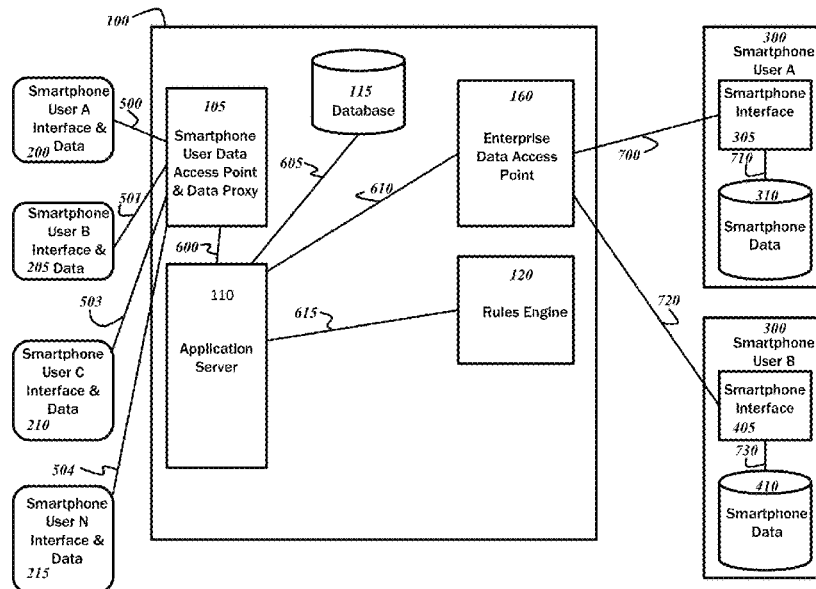 100
Smartphone
User A
Interface &
Data
200
500
Smartphone
User B
Interface &
Data
205
501
503
Smartphone
User C
Interface &
Data
210
504
Smartphone
User N
Interface &
Data
215
105
Smartphone
User Data
Access Point
& Data Proxy
600
110
Application
Server
115
Database
605
610
615
160
Enterprise
Data Access
Point
120
Rules Engine
700
720
300
Smartphone
User A
Smartphone
Interface
305
710
310
Smartphone
Data
300
Smartphone
User B
Smartphone
Interface
405
730
410
Smartphone
Data